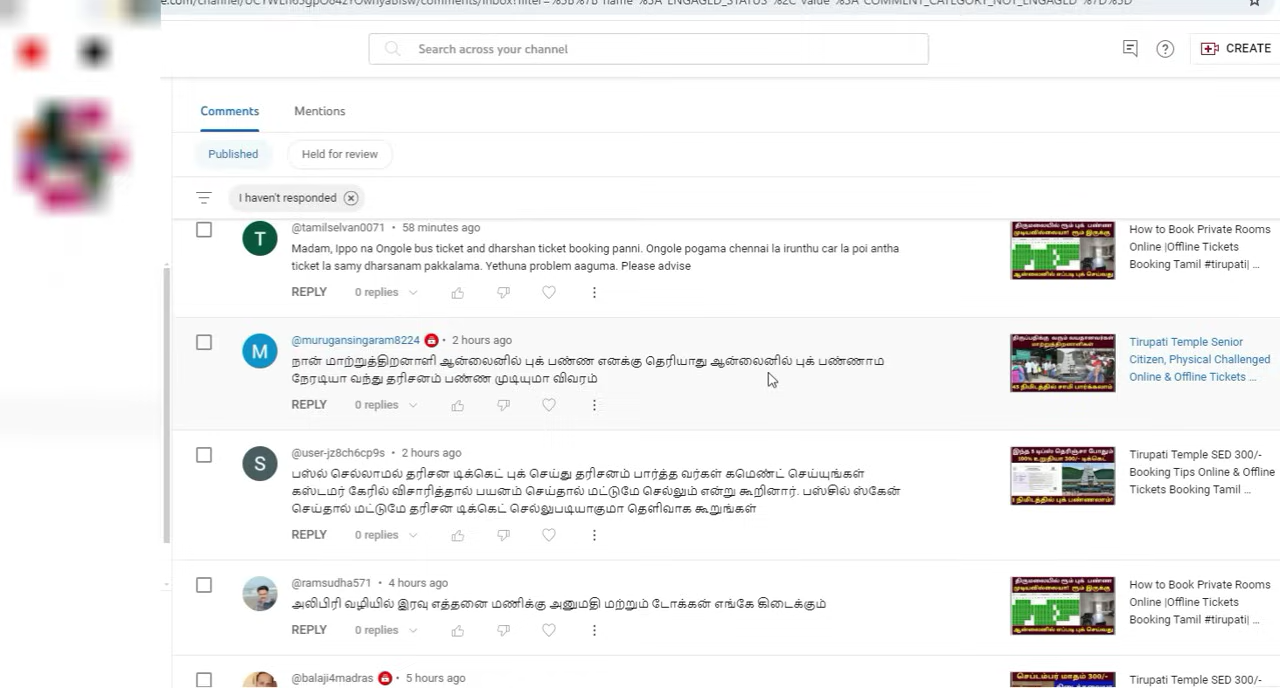 Search across your channel
CREATE
Comments
Mentions
Published
Held for review
I haven't responded
@tamilselvan0071 • 58 minutes ago
Madam, Ippo na Ongole bus ticket and dharshan ticket booking panni. Ongole pogama chennai la irunthu car la poi antha
ticket la samy dharsanam pakkalama. Yethuna problem aaguma. Please advise
REPLY 0 replies
How to Book Private Rooms
Online |Offline Tickets
Booking Tamil #tirupati| ...
@murugansingaram8224 • 2 hours ago
நான் மாற்றுத்திறனாளி ஆன்லைனில் புக் பண்ண எனக்கு தெரியாது ஆன்லைனில் புக் பண்ணாம
நேரடியா வந்து தரிசனம் பண்ண முடியுமா விவரம்
REPLY 0 replies
Tirupati Temple Senior
Citizen, Physical Challenged
Online & Offline Tickets ...
@user-jz8ch6cp9s • 2 hours ago
பஸ்ல் செல்லாமல் தரிசன டிக்கெட் புக் செய்து தரிசனம் பார்த்த வர்கள் கமெண்ட் செய்யுங்கள்
கஸ்டமர் கேரில் விசாரித்தால் பயனம் செய்தால் மட்டுமே செல்லும் என்று கூறினார். பஸ்சில் ஸ்கேன்
செய்தால் மட்டுமே தரிசன டிக்கெட் செல்லுபடியாகுமா தெளிவாக கூறுங்கள்
REPLY 0 replies
Tirupati Temple SED 300/-
Booking Tips Online & Offline
Tickets Booking Tamil ...
@ramsudha571 • 4 hours ago
அலிபிரி வழியில் இரவு எத்தனை மணிக்கு அனுமதி மற்றும் டோக்கன் எங்கே கிடைக்கும்
REPLY 0 replies
How to Book Private Rooms
Online |Offline Tickets
Booking Tamil #tirupati| ...
@balaji4madras • 5 hours ago
Tirupati Temple SED 300/-